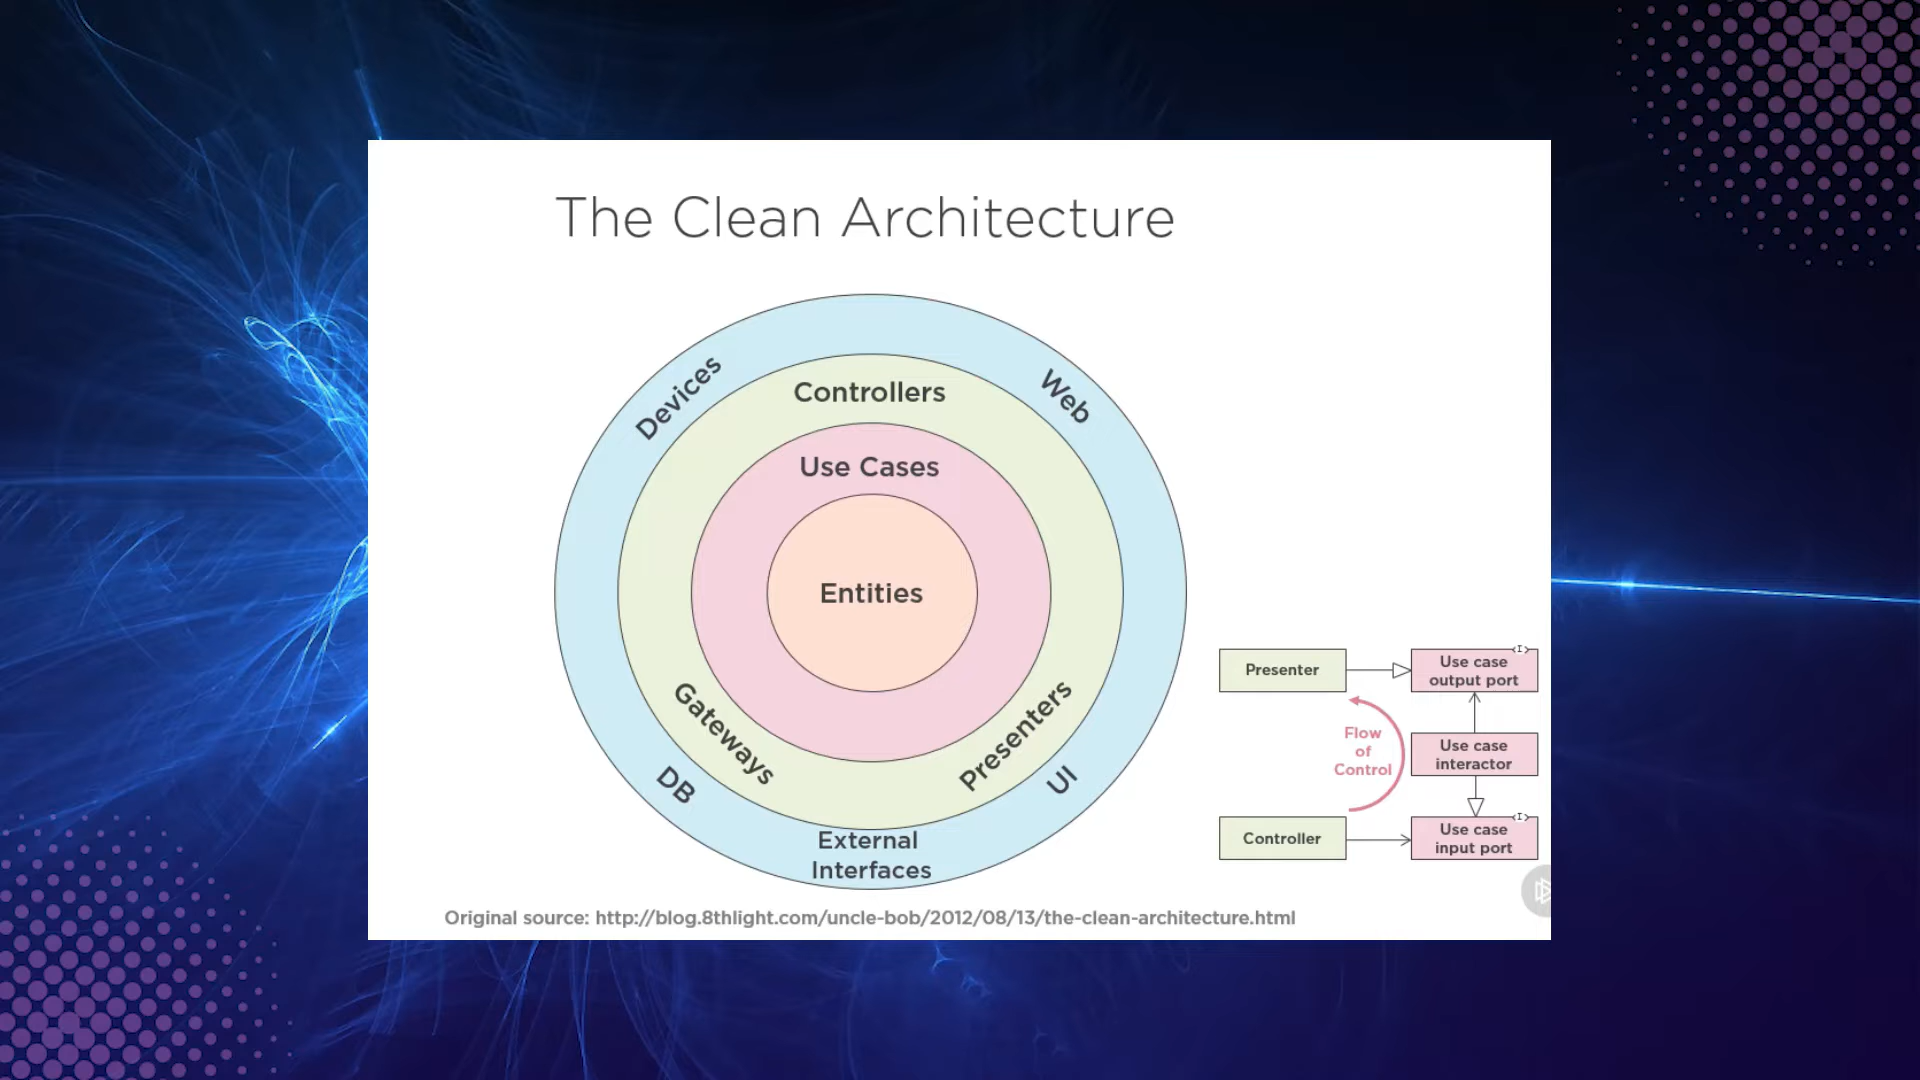 The Clean Architecture
Devices
Web
Controllers
Use Cases
Entities
Gateways
Presenters
DB
UI
External
Interfaces
Presenter
Use case
output port
I
Flow
of
Control
Use case
interactor
Controller
Use case
input port
I
Original source: http://blog.8thlight.com/uncle-bob/2012/08/13/the-clean-architecture.html